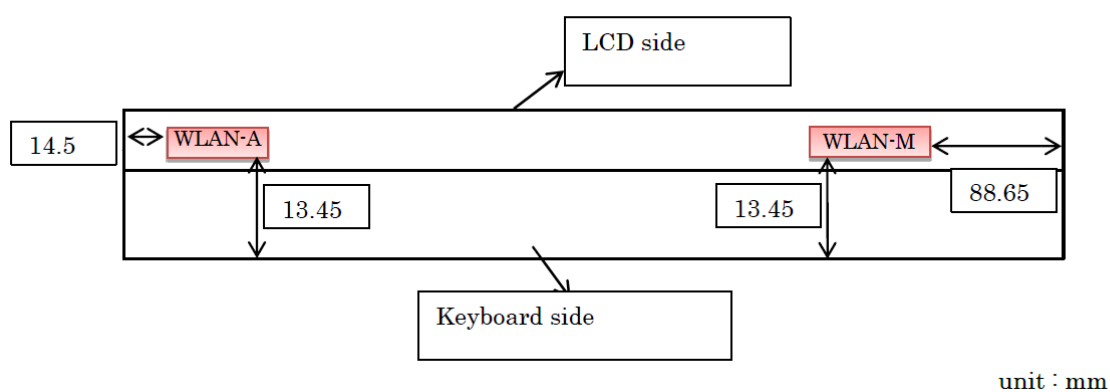 LCD side
14.5
WLAN-A
WLAN-M
13.45
13.45
88.65
Keyboard side
unit : mm